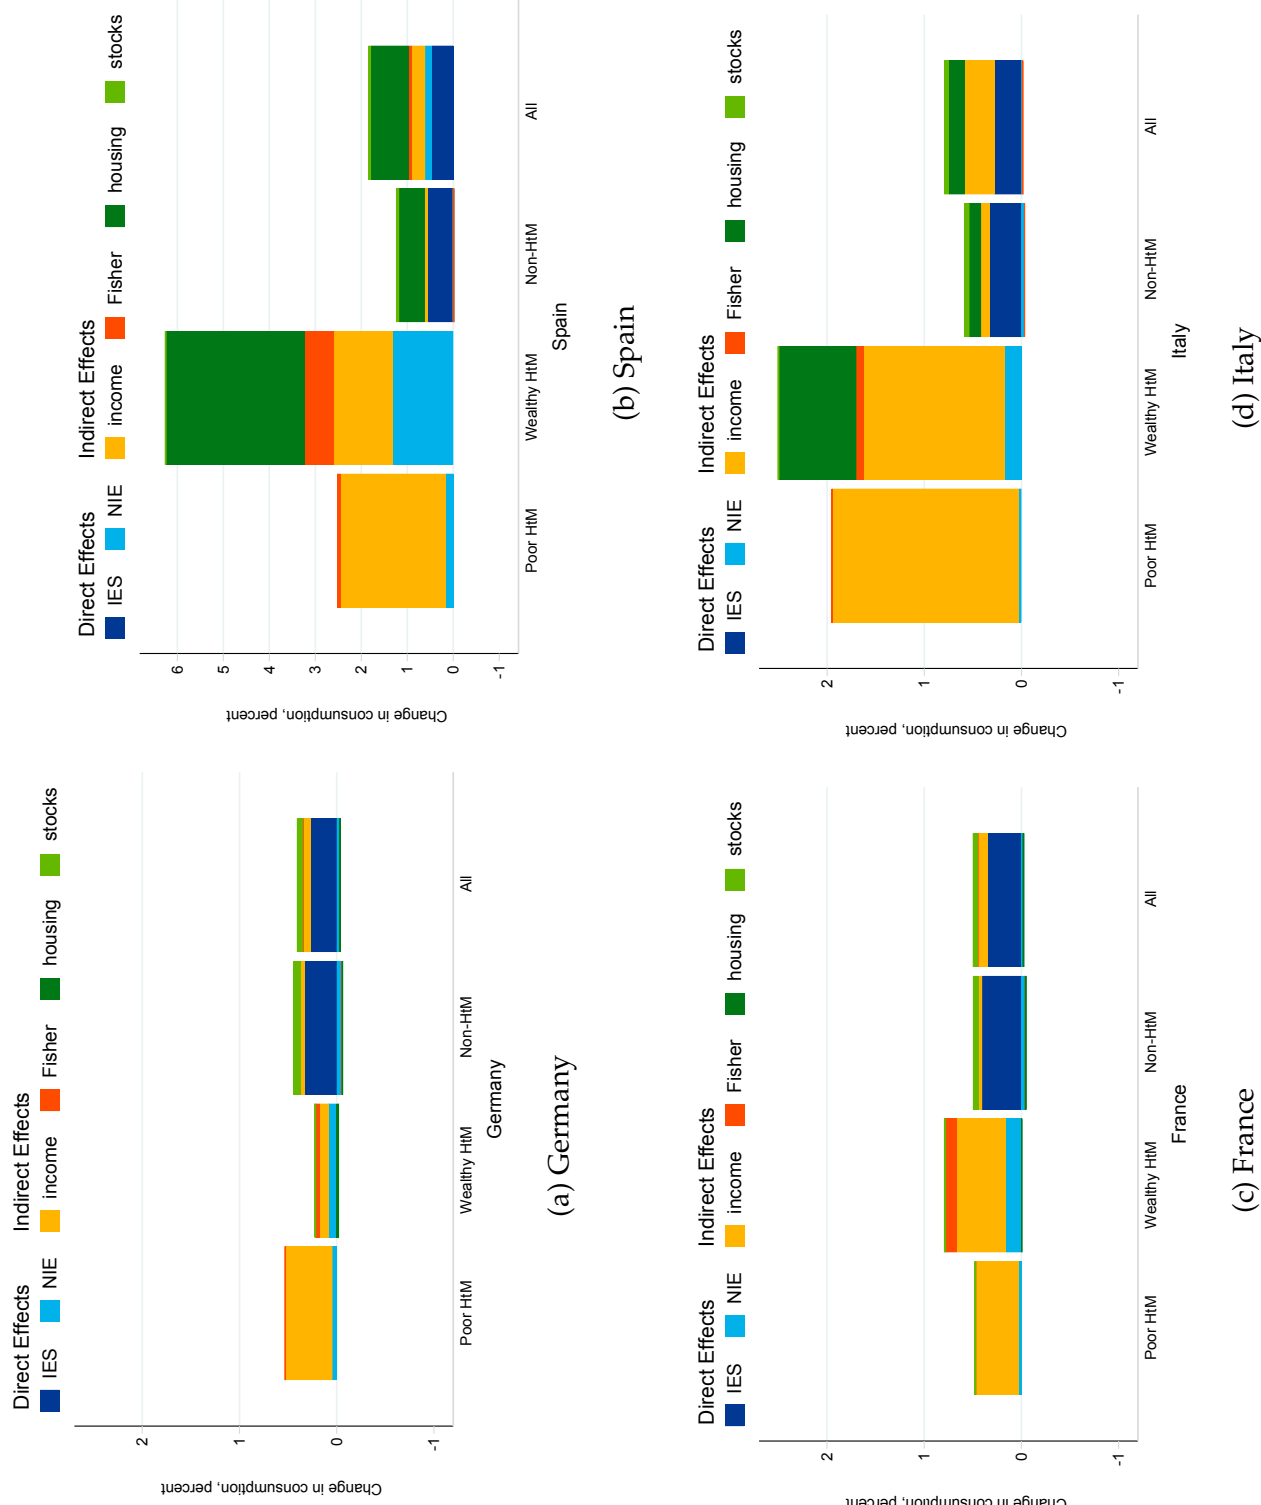 Direct Effects Indirect Effects
IES NIE income Fisher housing stocks
Change in consumption, percent
2
1
0
-1
Poor HtM Wealthy HtM Non-HtM All
Germany
(a) Germany
Direct Effects Indirect Effects
IES NIE income Fisher housing stocks
Change in consumption, percent
6
5
4
3
2
1
0
-1
Poor HtM Wealthy HtM Non-HtM All
Spain
(b) Spain
Direct Effects Indirect Effects
IES NIE income Fisher housing stocks
Change in consumption, percent
2
1
0
-1
Poor HtM Wealthy HtM Non-HtM All
France
(c) France
Direct Effects Indirect Effects
IES NIE income Fisher housing stocks
Change in consumption, percent
2
1
0
-1
Poor HtM Wealthy HtM Non-HtM All
Italy
(d) Italy